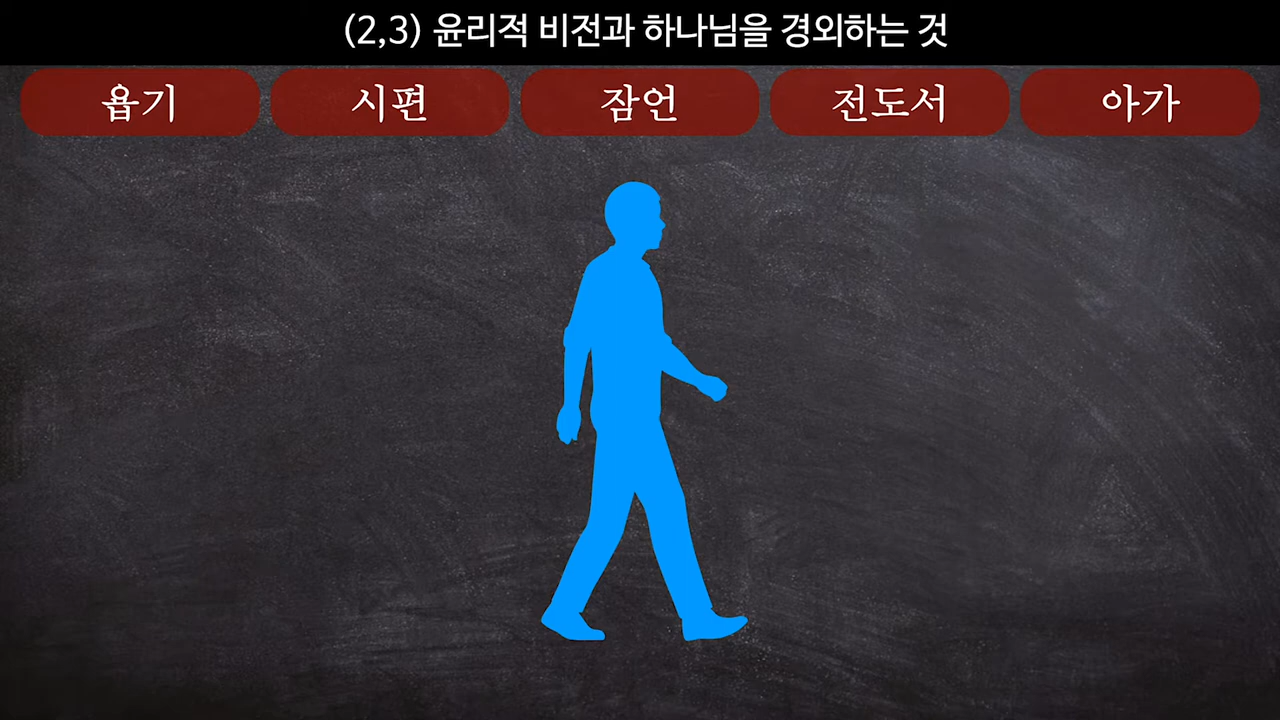 (2,3) 윤리적 비전과 하나님을 경외하는 것
욥기 시편 잠언 전도서 아가